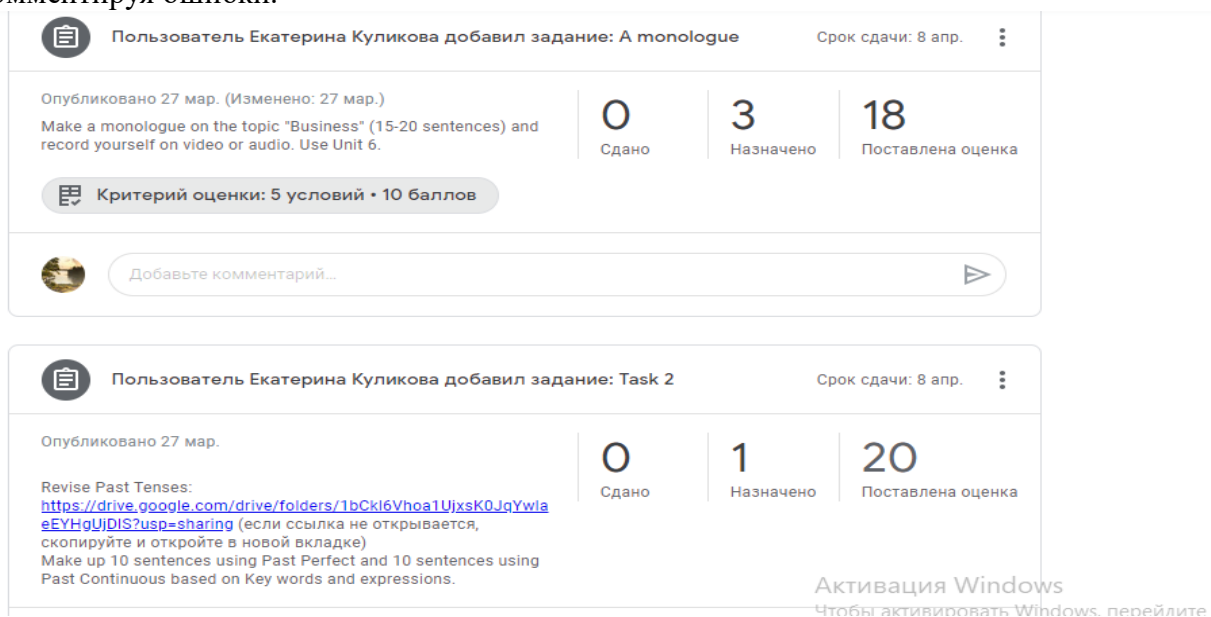 Пользователь Екатерина Куликова добавил задание: A monologue
Срок сдачи: 8 апр.
Опубликовано 27 мар. (Изменено: 27 мар.)
Make a monologue on the topic "Business" (15-20 sentences) and
record yourself on video or audio. Use Unit 6.
0
Сдано
3
Назначено
18
Поставлена оценка
Критерий оценки: 5 условий • 10 баллов
Добавьте комментарий...
Пользователь Екатерина Куликова добавил задание: Task 2
Срок сдачи: 8 апр.
Опубликовано 27 мар.
0
Сдано
1
Назначено
20
Поставлена оценка
Revise Past Tenses:
https://drive.google.com/drive/folders/1bCkl6Vhoa1UjxsK0JqYwla
eEYHgUjDIS?usp=sharing (если ссылка не открывается,
скопируйте и откройте в новой вкладке)
Make up 10 sentences using Past Perfect and 10 sentences using
Past Continuous based on Key words and expressions.
Активация Windows
Чтобы активировать Windows, перейдите